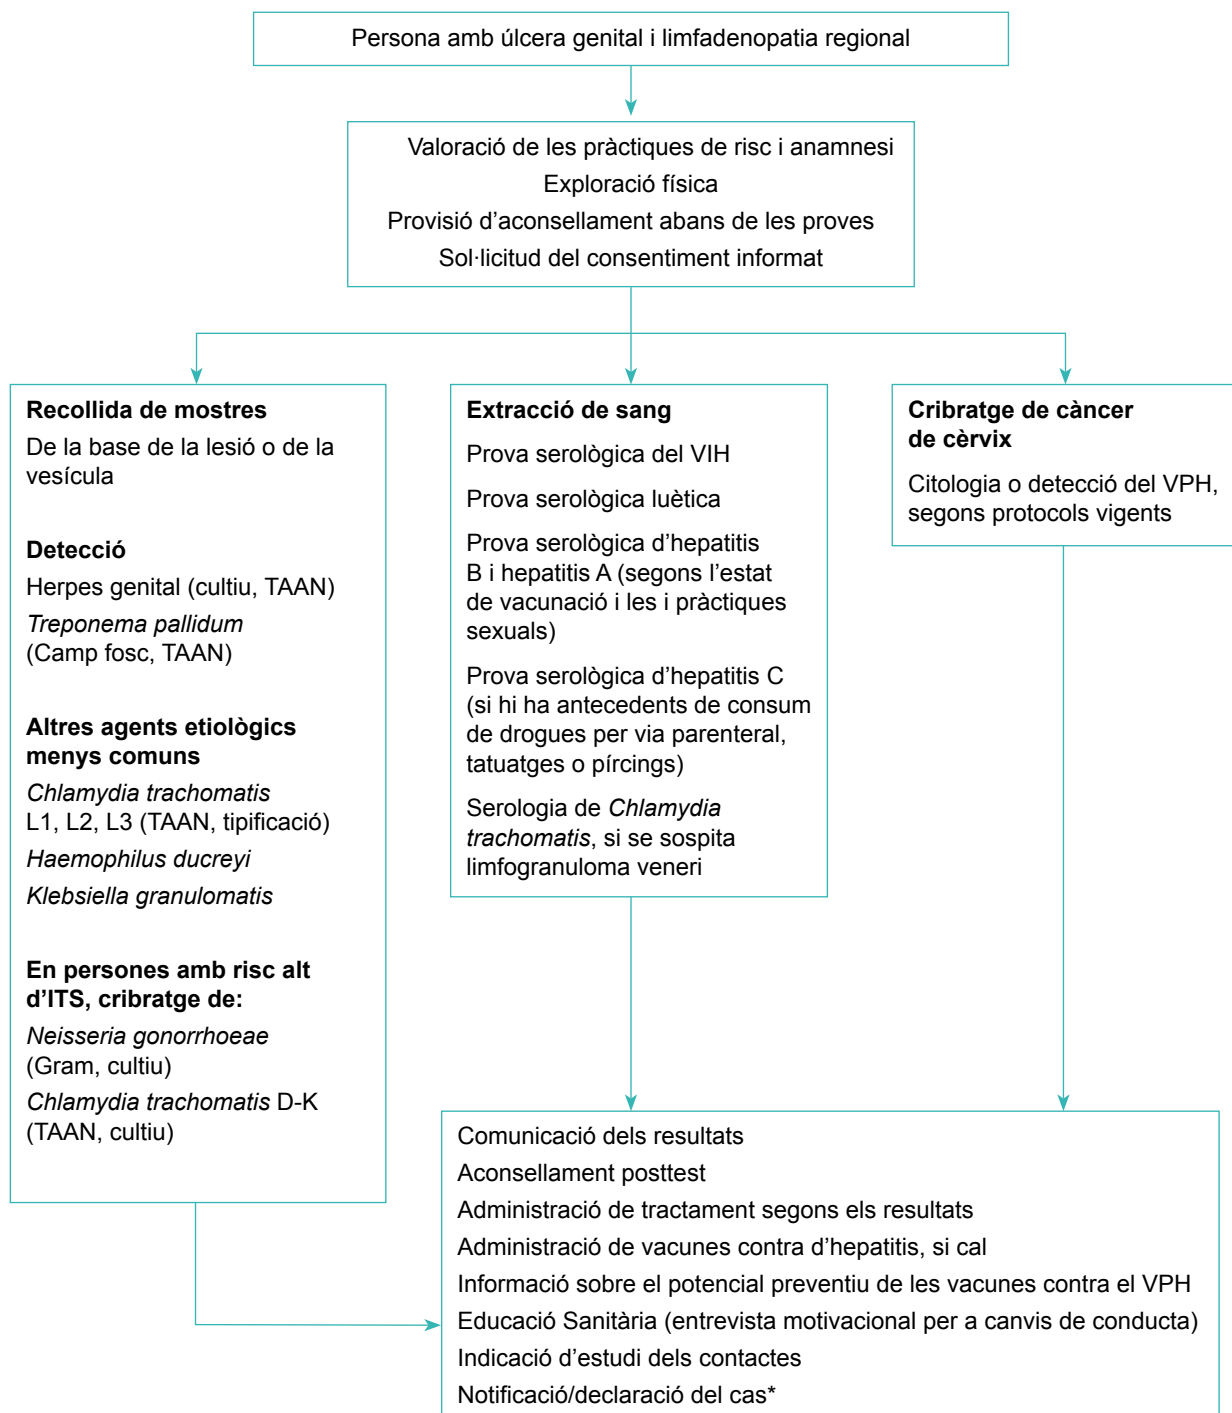 Persona amb úlcera genital i limfadenopatia regional
Valoració de les pràctiques de risc i anamnesi
Exploració física
Provisió d’aconsellament abans de les proves
Sol·licitud del consentiment informat
Recollida de mostres
De la base de la lesió o de la
vesícula
Detecció
Herpes genital (cultiu, TAAN)
Treponema pallidum
(Camp fosc, TAAN)
Altres agents etiològics
menys comuns
Chlamydia trachomatis
L1, L2, L3 (TAAN, tipificació)
Haemophilus ducreyi
Klebsiella granulomatis
En persones amb risc alt
d’ITS, cribratge de:
Neisseria gonorrhoeae
(Gram, cultiu)
Chlamydia trachomatis D-K
(TAAN, cultiu)
Extracció de sang
Prova serològica del VIH
Prova serològica luètica
Prova serològica d’hepatitis
B i hepatitis A (segons l’estat
de vacunació i les i pràctiques
sexuals)
Prova serològica d’hepatitis C
(si hi ha antecedents de consum
de drogues per via parenteral,
tatuatges o pírcings)
Serologia de Chlamydia
trachomatis, si se sospita
limfogranuloma veneri
Cribratge de càncer
de cèrvix
Citologia o detecció del VPH,
segons protocols vigents
Comunicació dels resultats
Aconsellament posttest
Administració de tractament segons els resultats
Administració de vacunes contra d’hepatitis, si cal
Informació sobre el potencial preventiu de les vacunes contra el VPH
Educació Sanitària (entrevista motivacional per a canvis de conducta)
Indicació d’estudi dels contactes
Notificació/declaració del cas*